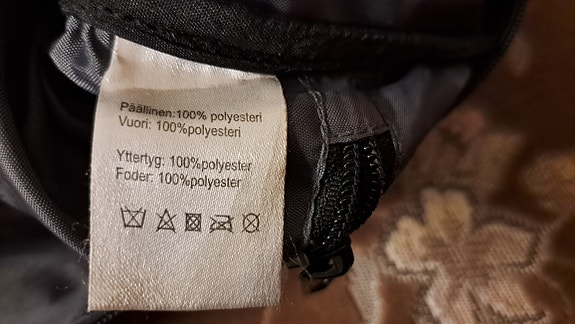 Päällinen:100% polyesteri
Vuori: 100%polyesteri
Yttertyg: 100%polyester
Foder: 100%polyester